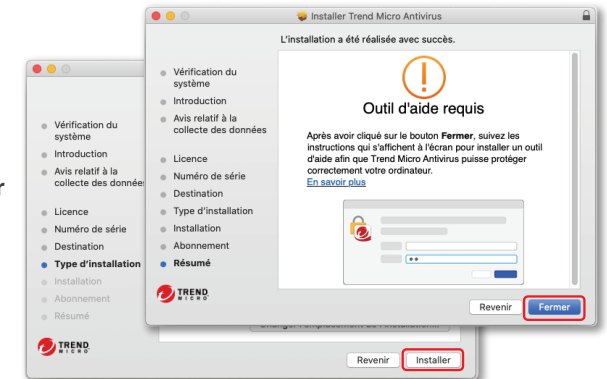 Installer Trend Micro Antivirus
L'installation a été réalisée avec succès.
Vérification du
système
Introduction
Avis relatif à la
collecte des données
Licence
Numéro de série
Destination
Type d'installation
Installation
Abonnement
Résumé
TREND
MICRO
Outil d'aide requis
Après avoir cliqué sur le bouton Fermer, suivez les
instructions qui s'affichent à l'écran pour installer un outil
d'aide afin que Trend Micro Antivirus puisse protéger
correctement votre ordinateur.
En savoir plus
Revenir
Fermer
Vérification du
système
Introduction
Avis relatif à la
collecte des données
Licence
Numéro de série
Destination
Type d'installation
Installation
Abonnement
Résumé
TREND
MICRO
Changer l'emplacement de l'installation...
Revenir
Installer
r